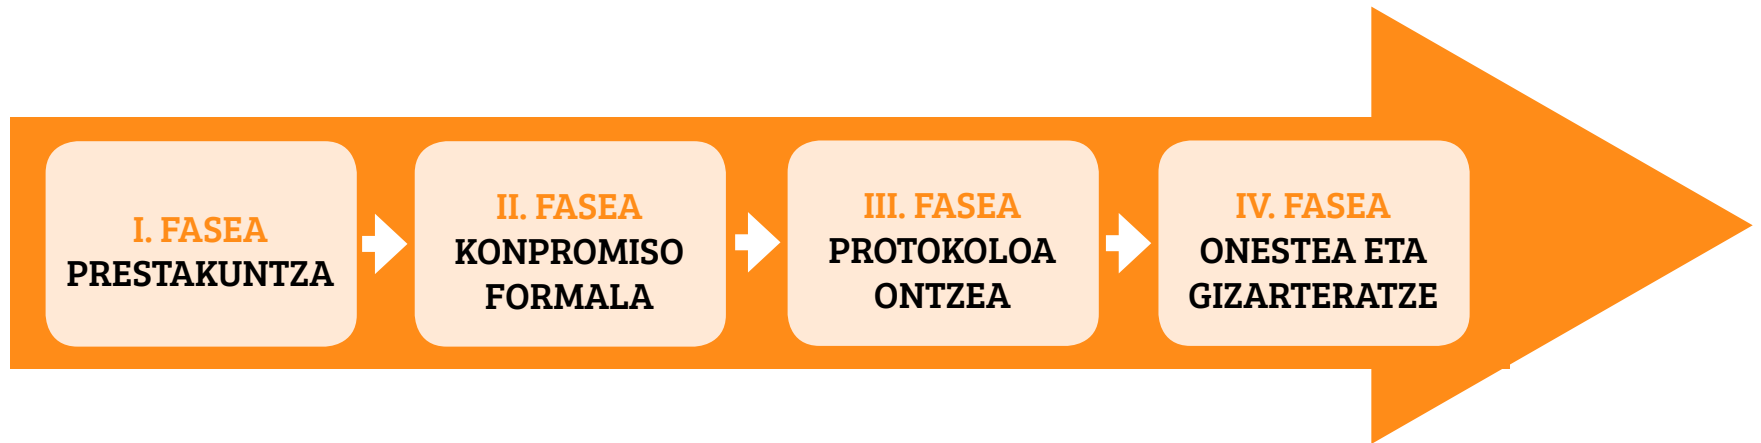 I. FASEA
PRESTAKUNTZA
II. FASEA
KONPROMISO
FORMALA
III. FASEA
PROTOKOLOA
ONTZEA
IV. FASEA
ONESTEA ETA
GIZARTERATZE